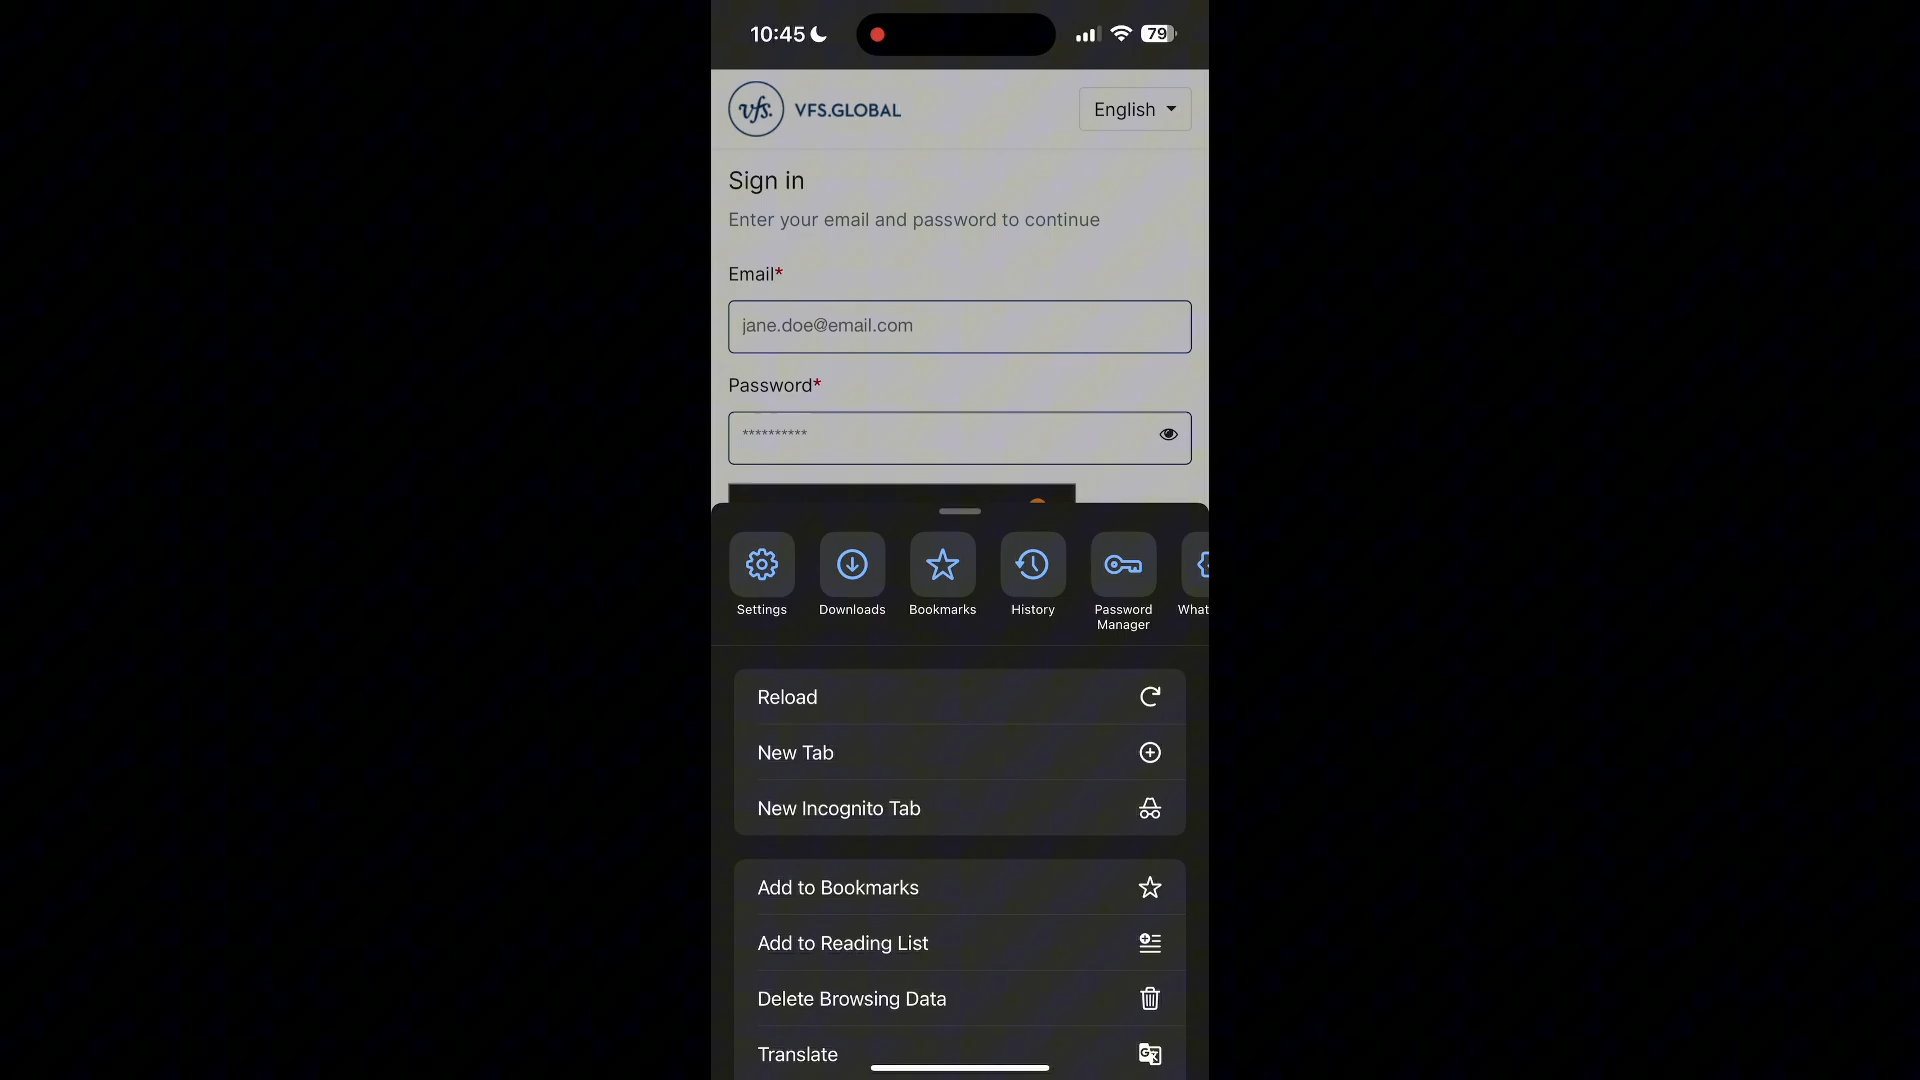 10:45
79
vfs.
VFS.GLOBAL
English
Sign in
Enter your email and password to continue
Email*
jane.doe@email.com
Password*
**********
Settings
Downloads
Bookmarks
History
Password
Manager
What
Reload
New Tab
New Incognito Tab
Add to Bookmarks
Add to Reading List
Delete Browsing Data
Translate